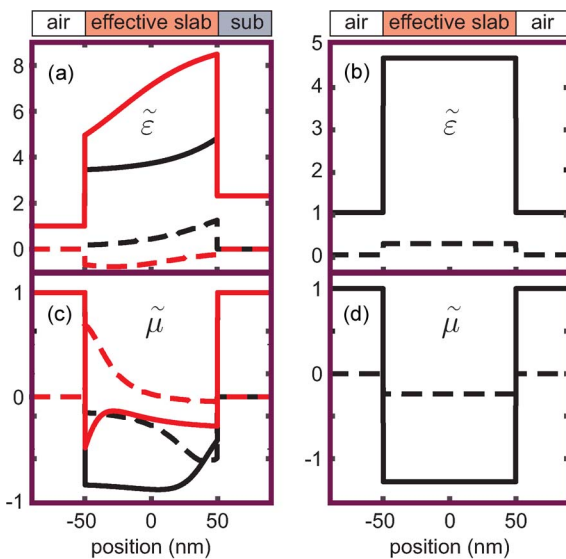 air effective slab sub
air effective slab air
(a)
ε̃
8
6
4
2
0
(b)
ε̃
5
4
3
2
1
0
(c)
μ̃
1
0
-1
(d)
μ̃
1
0
-1
-50 0 50
position (nm)
-50 0 50
position (nm)